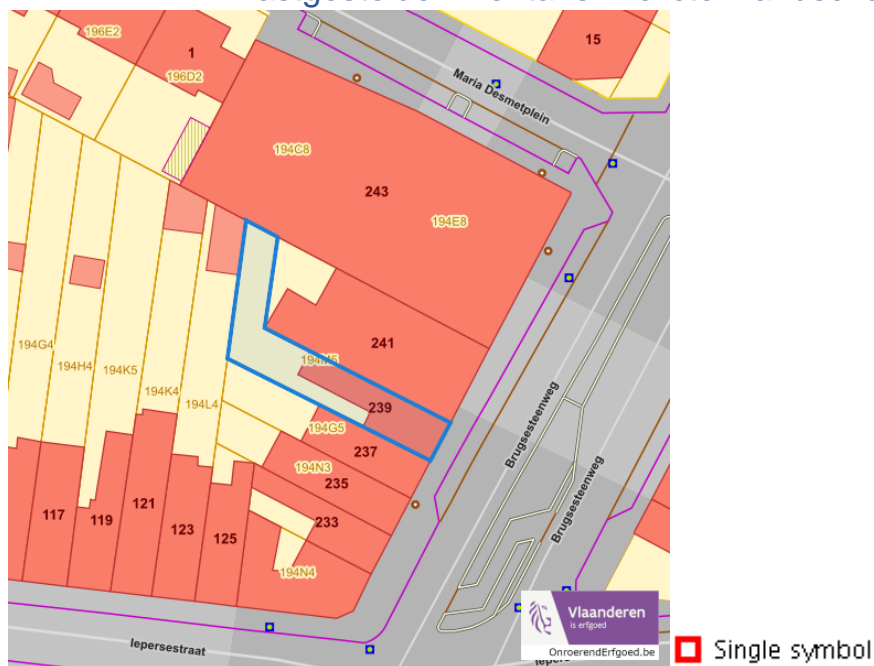 196E2
1
196D2
15
Maria Desmetplein
194C8
243
194E8
241
194G4
194H4
194K5
194K4
194L4
239
194G5
237
194N3
235
233
117
119
121
123
125
194N4
Brugsesteenweg
Brugsesteenweg
Iepersestraat
Vlaanderen
is erfgoed
OnroerendErfgoed.be
Single symbol